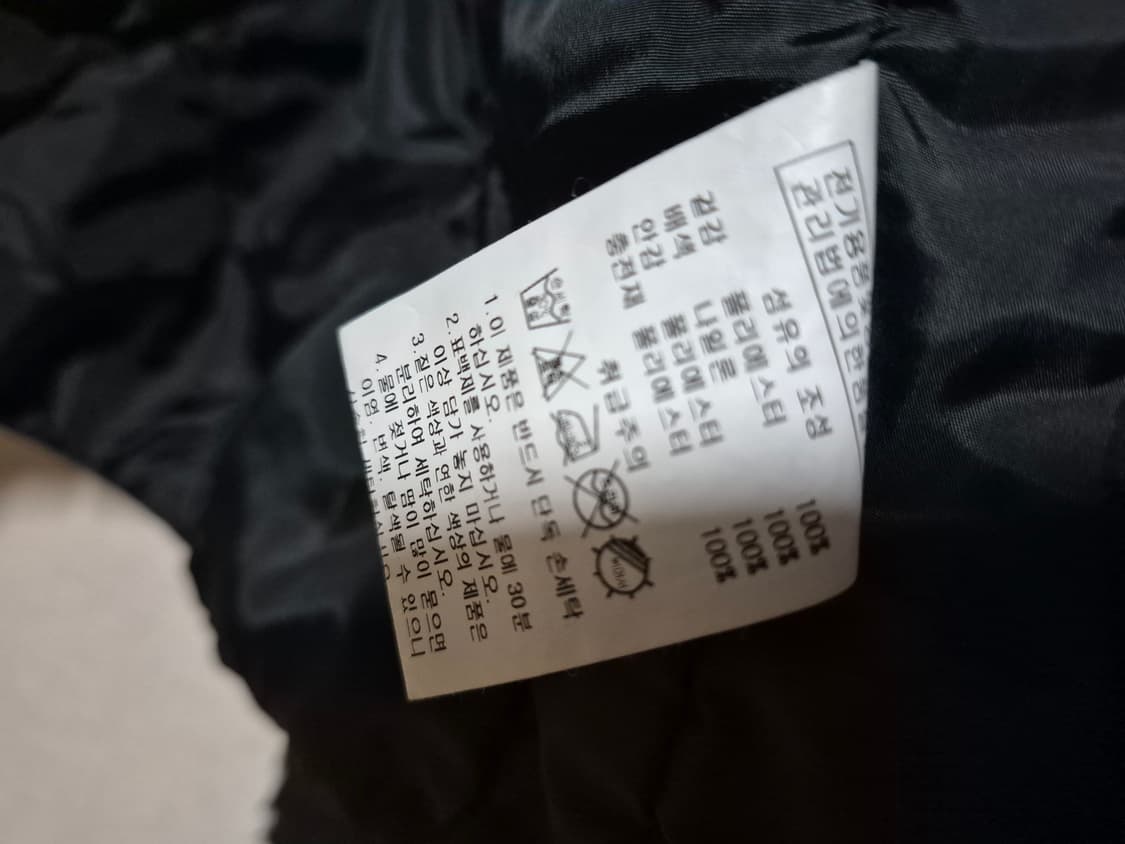 전기용품
관리법에의한
섬유의 조성
겉감 폴리에스터 100%
배색 나일론 100%
안감 폴리에스터 100%
충전재 폴리에스터 100%
취급주의
1.이 제품은 반드시 단독 손세탁
하십시오.
2.표백제를 사용하거나 물에 30분
이상 담가 놓지 마십시오.
3.짙은 색상과 연한 색상의 제품은
분리하여 세탁하십시오.
4. 물에 젖거나 땀이 많이 묻으면
이염. 변색. 탈색될 수 있으니